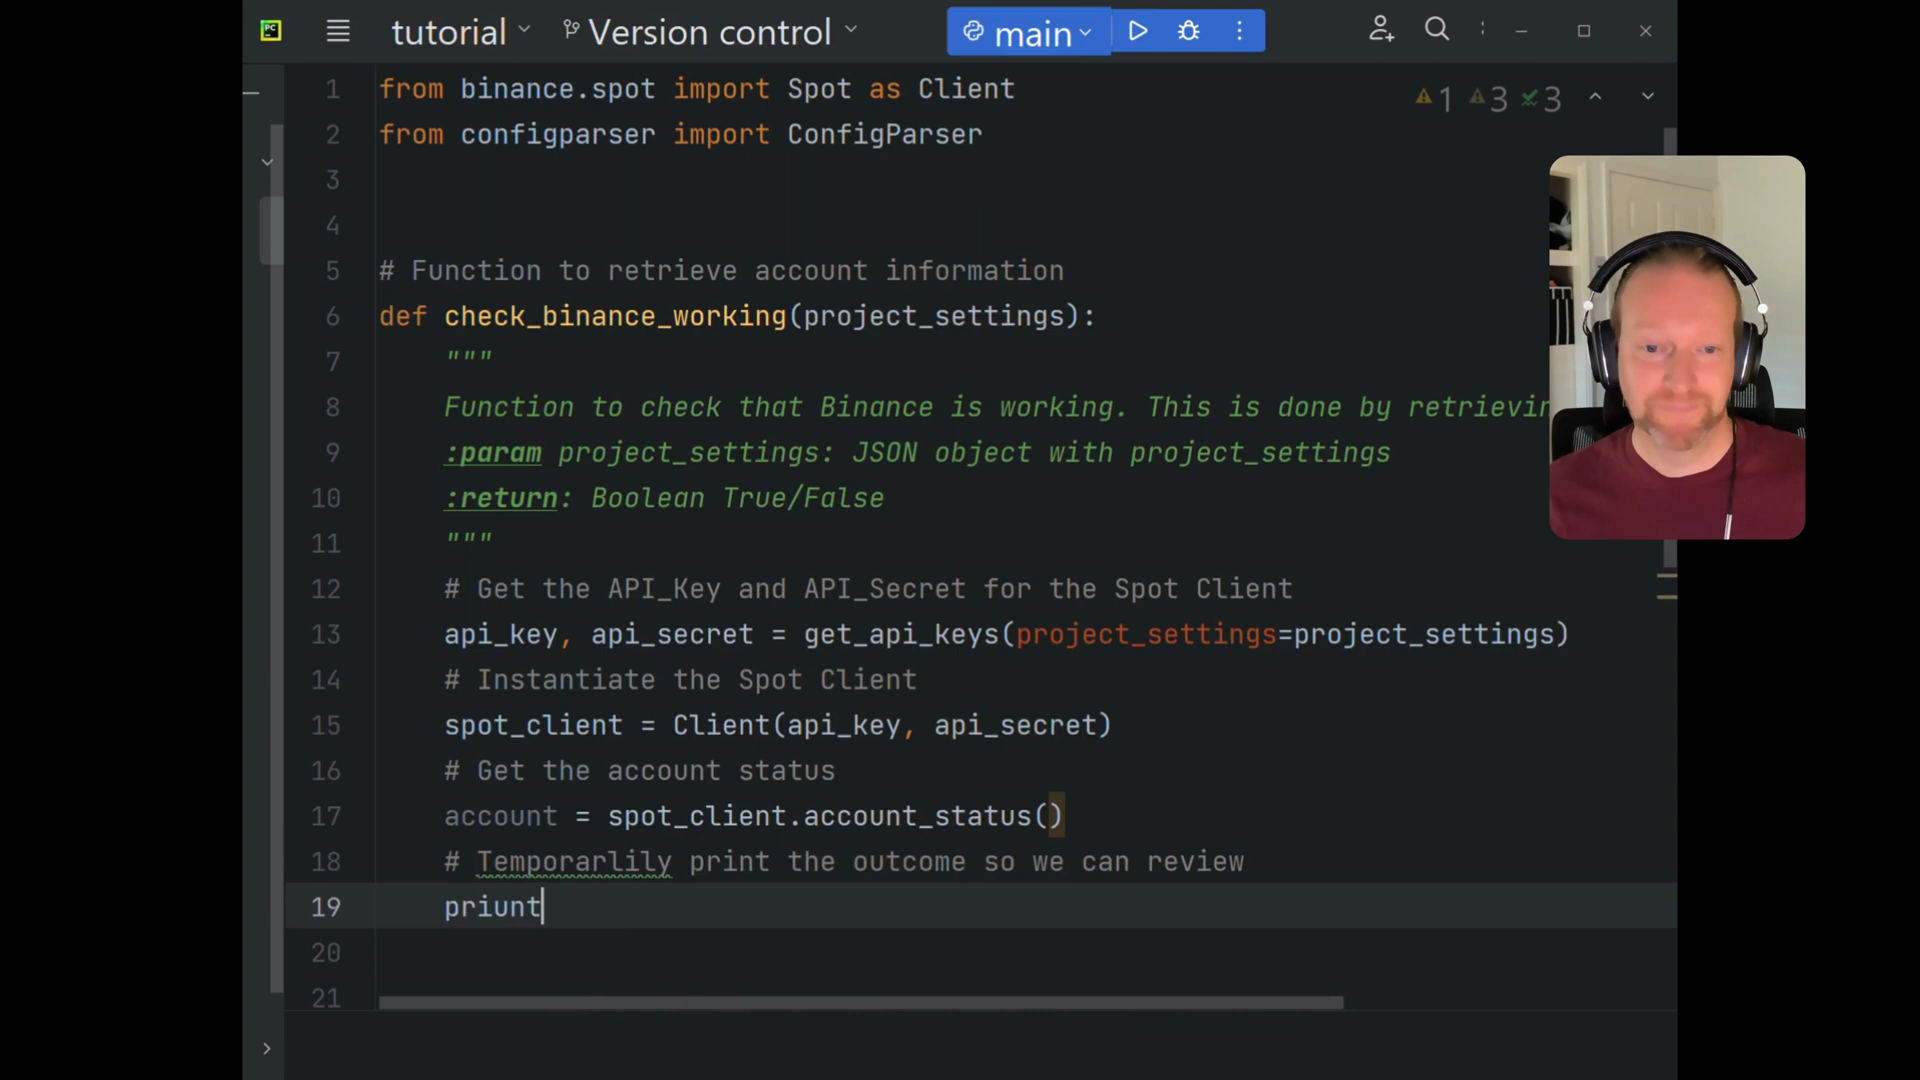 PC
tutorial
Version control
main
1 from binance.spot import Spot as Client
1 3 3
2 from configparser import ConfigParser
3
4
5 # Function to retrieve account information
6 def check_binance_working(project_settings):
7 """
8 Function to check that Binance is working. This is done by retrievin
9 :param project_settings: JSON object with project_settings
10 :return: Boolean True/False
11 """
12 # Get the API_Key and API_Secret for the Spot Client
13 api_key, api_secret = get_api_keys(project_settings=project_settings)
14 # Instantiate the Spot Client
15 spot_client = Client(api_key, api_secret)
16 # Get the account status
17 account = spot_client.account_status()
18 # Temporarlily print the outcome so we can review
19 priunt
20
21